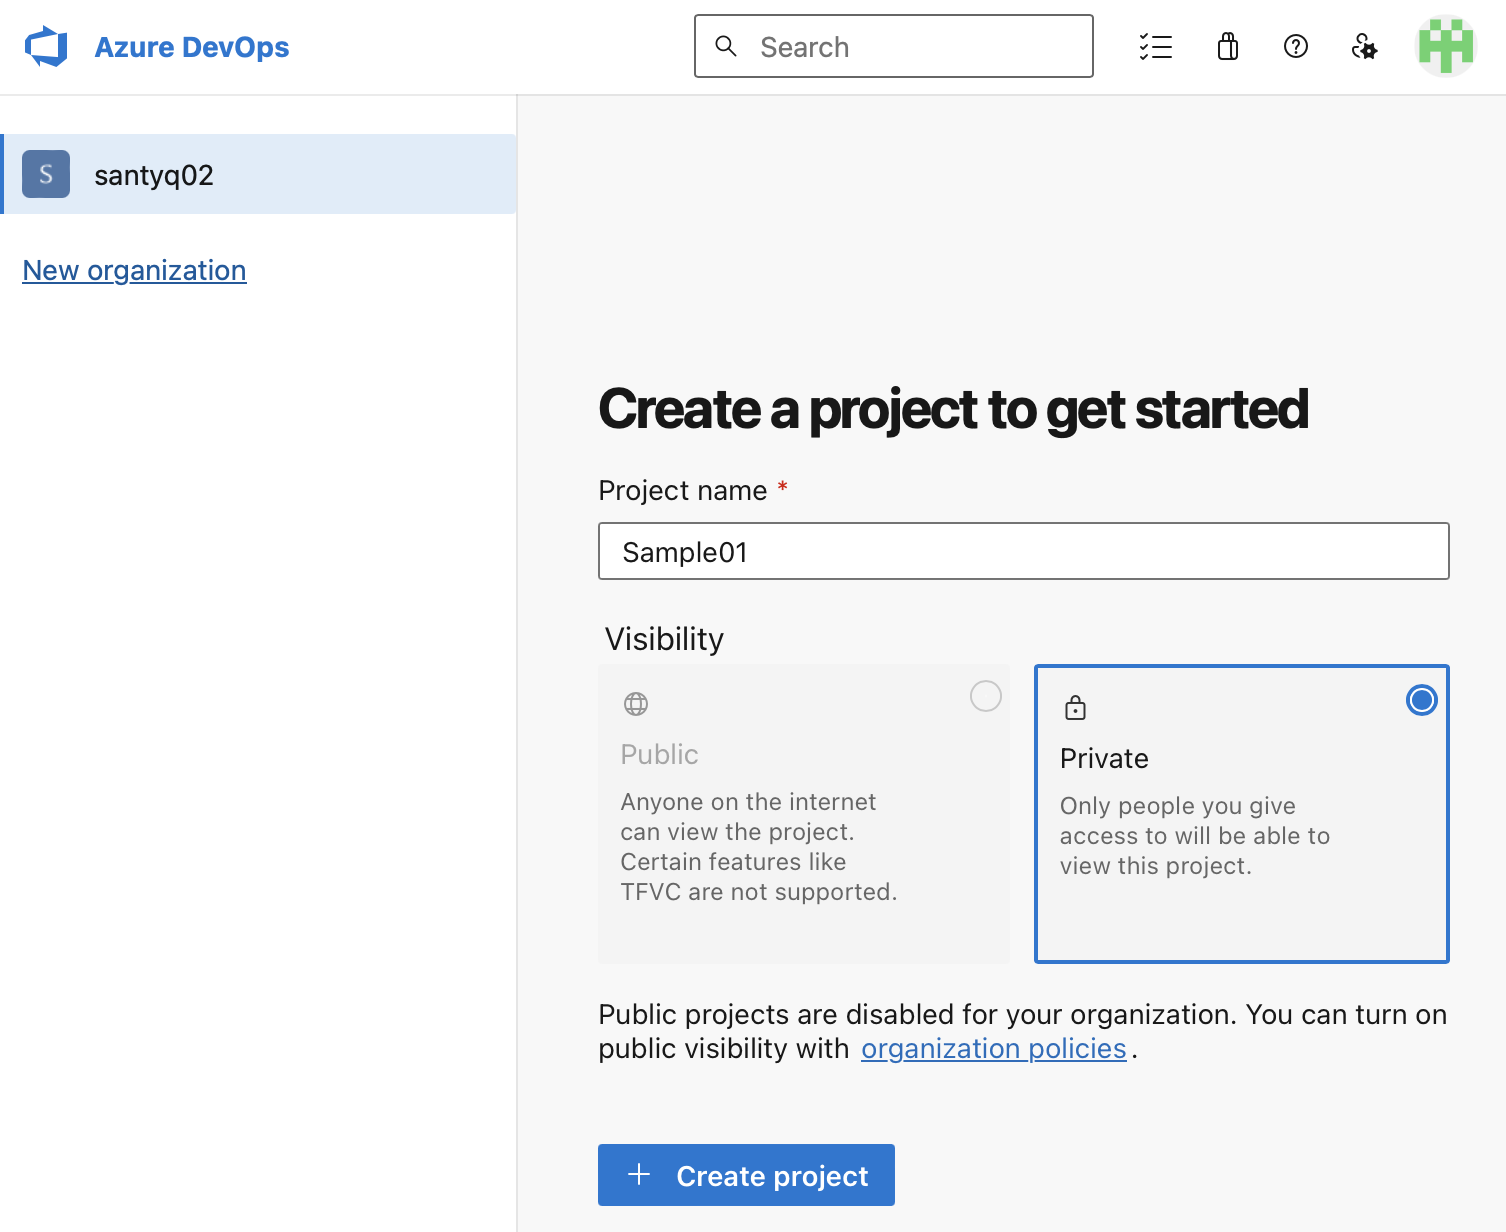 Azure DevOps
Search
S
santyq02
New organization
Create a project to get started
Project name *
Sample01
Visibility
Public
Anyone on the internet
can view the project.
Certain features like
TFVC are not supported.
Private
Only people you give
access to will be able to
view this project.
Public projects are disabled for your organization. You can turn on
public visibility with organization policies.
+ Create project